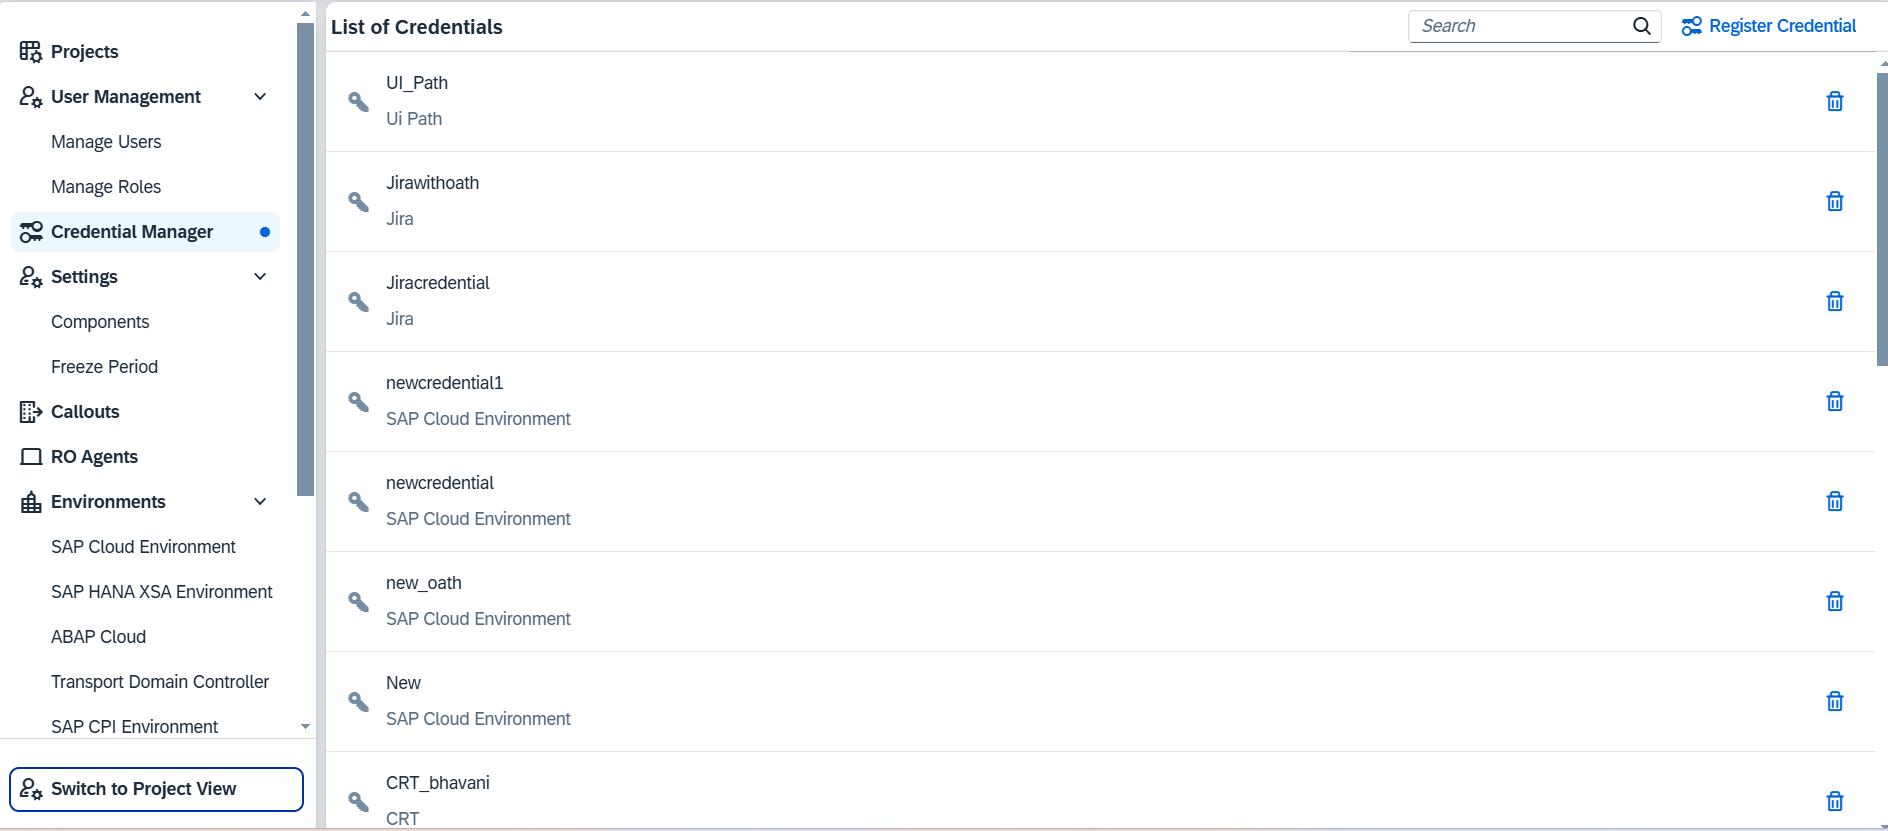 Projects
User Management
Manage Users
Manage Roles
Credential Manager
Settings
Components
Freeze Period
Callouts
RO Agents
Environments
SAP Cloud Environment
SAP HANA XSA Environment
ABAP Cloud
Transport Domain Controller
SAP CPI Environment
Switch to Project View
List of Credentials
Search
Register Credential
UI_Path
Ui Path
Jirawithoath
Jira
Jiracredential
Jira
newcredential1
SAP Cloud Environment
newcredential
SAP Cloud Environment
new_oath
SAP Cloud Environment
New
SAP Cloud Environment
CRT_bhavani
CRT